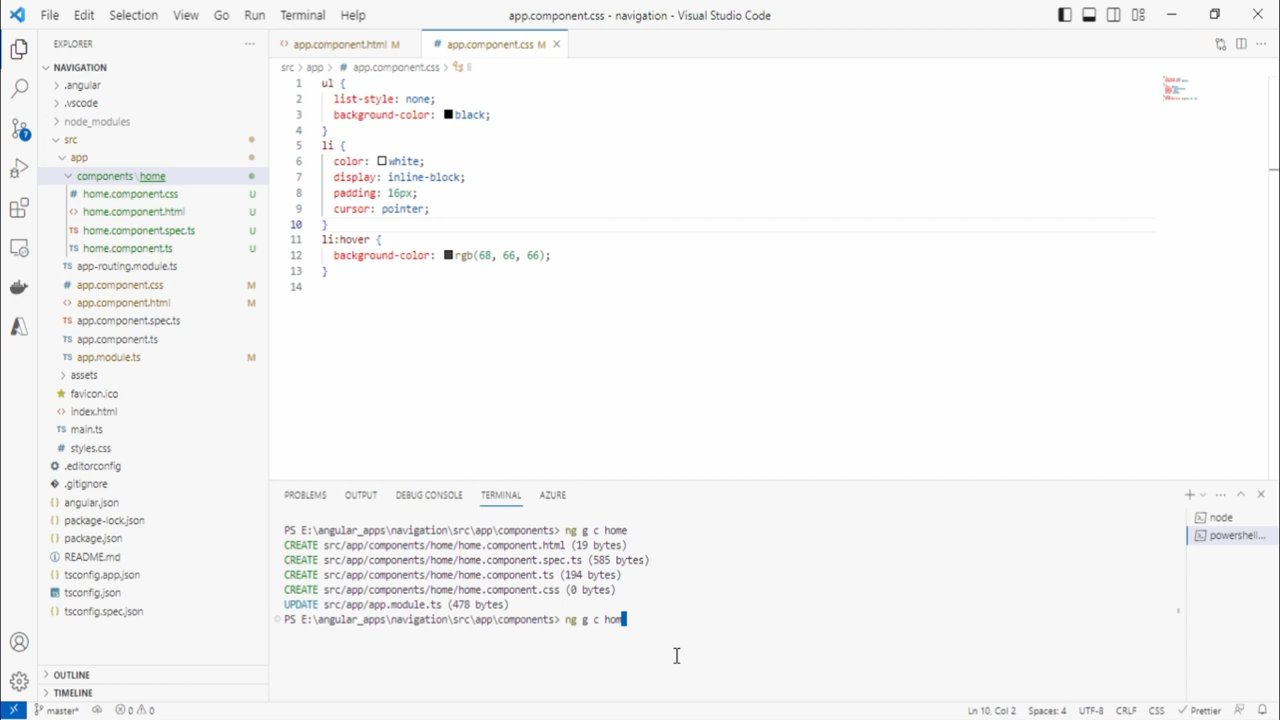 File Edit Selection View Go Run Terminal Help
app.component.css - navigation - Visual Studio Code
EXPLORER
NAVIGATION
.angular
.vscode
node_modules
src
app
components \ home
home.component.css U
home.component.html U
home.component.spec.ts U
home.component.ts U
app-routing.module.ts
app.component.css M
app.component.html M
app.component.spec.ts
app.component.ts
app.module.ts M
assets
favicon.ico
index.html
main.ts
styles.css
.editorconfig
.gitignore
angular.json
package-lock.json
package.json
README.md
tsconfig.app.json
tsconfig.json
tsconfig.spec.json
OUTLINE
TIMELINE
app.component.html M
app.component.css M
src > app > # app.component.css > li
1 ul {
2 list-style: none;
3 background-color: black;
4 }
5 li {
6 color: white;
7 display: inline-block;
8 padding: 16px;
9 cursor: pointer;
10 }
11 li:hover {
12 background-color: rgb(68, 66, 66);
13 }
14
PROBLEMS OUTPUT DEBUG CONSOLE TERMINAL AZURE
PS E:\angular_apps\navigation\src\app\components> ng g c home
CREATE src/app/components/home/home.component.html (19 bytes)
CREATE src/app/components/home/home.component.spec.ts (585 bytes)
CREATE src/app/components/home/home.component.ts (194 bytes)
CREATE src/app/components/home/home.component.css (0 bytes)
UPDATE src/app/app.module.ts (478 bytes)
PS E:\angular_apps\navigation\src\app\components> ng g c hom
node
powershell...
master* 0 0
Ln 10, Col 2 Spaces: 4 UTF-8 CRLF CSS Prettier